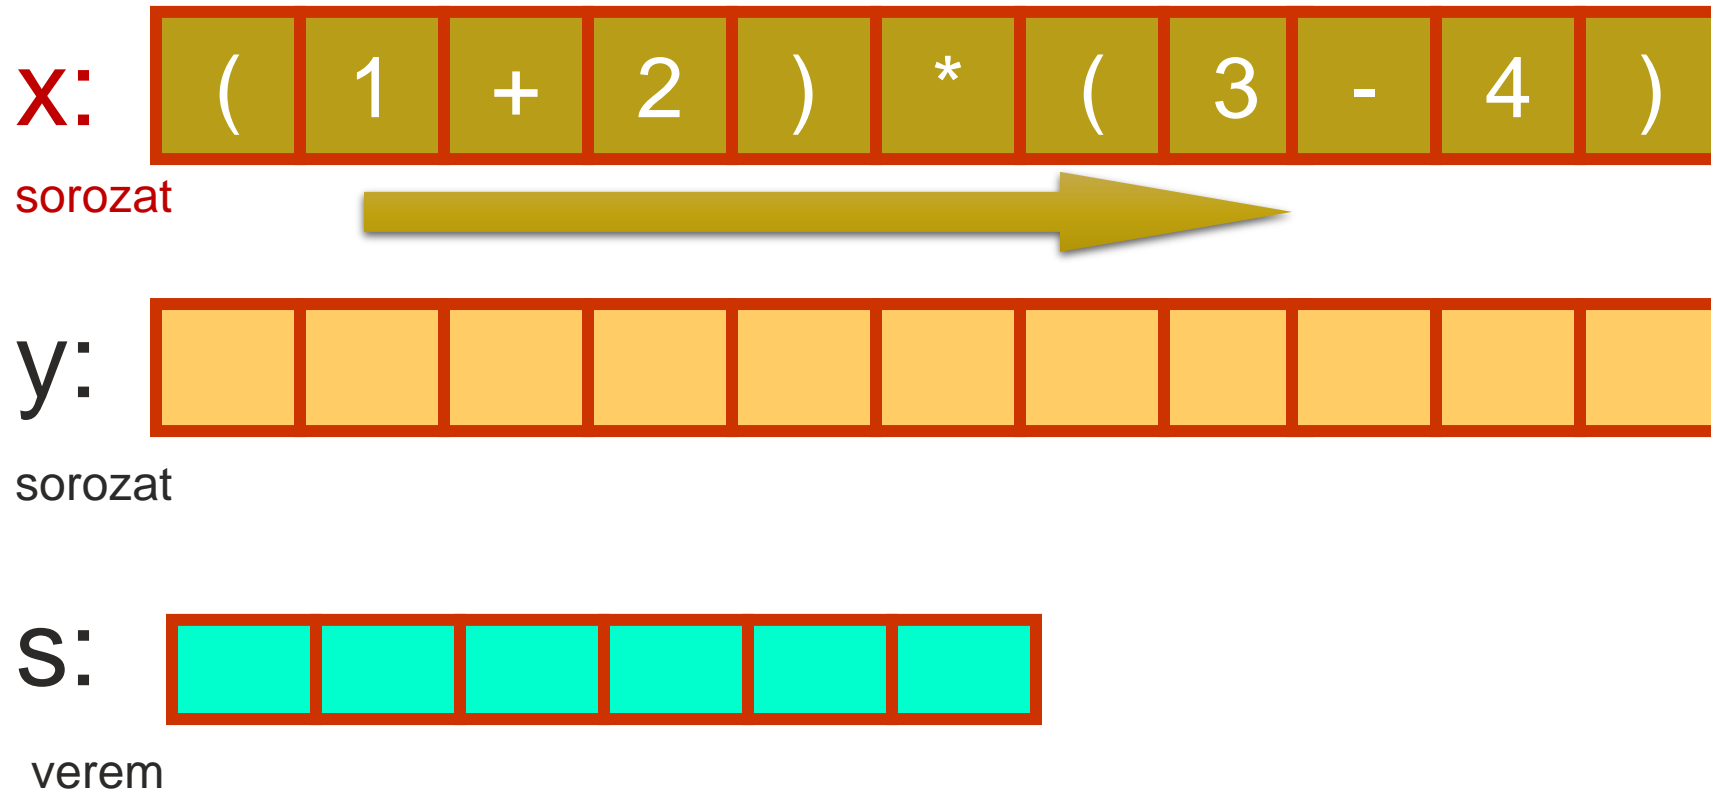 x: ( 1 + 2 ) * ( 3 - 4 )
sorozat
y:
sorozat
s:
verem